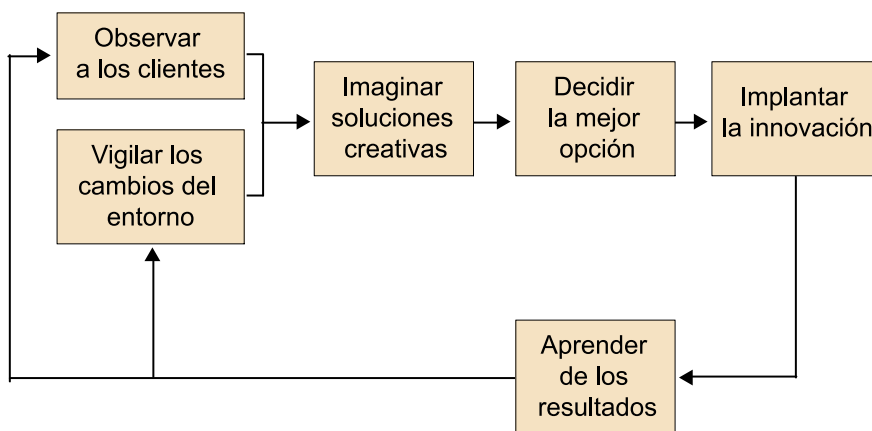 Observar
a los clientes
Vigilar los
cambios del
entorno
Imaginar
soluciones
creativas
Decidir
la mejor
opción
Implantar
la innovación
Aprender
de los
resultados